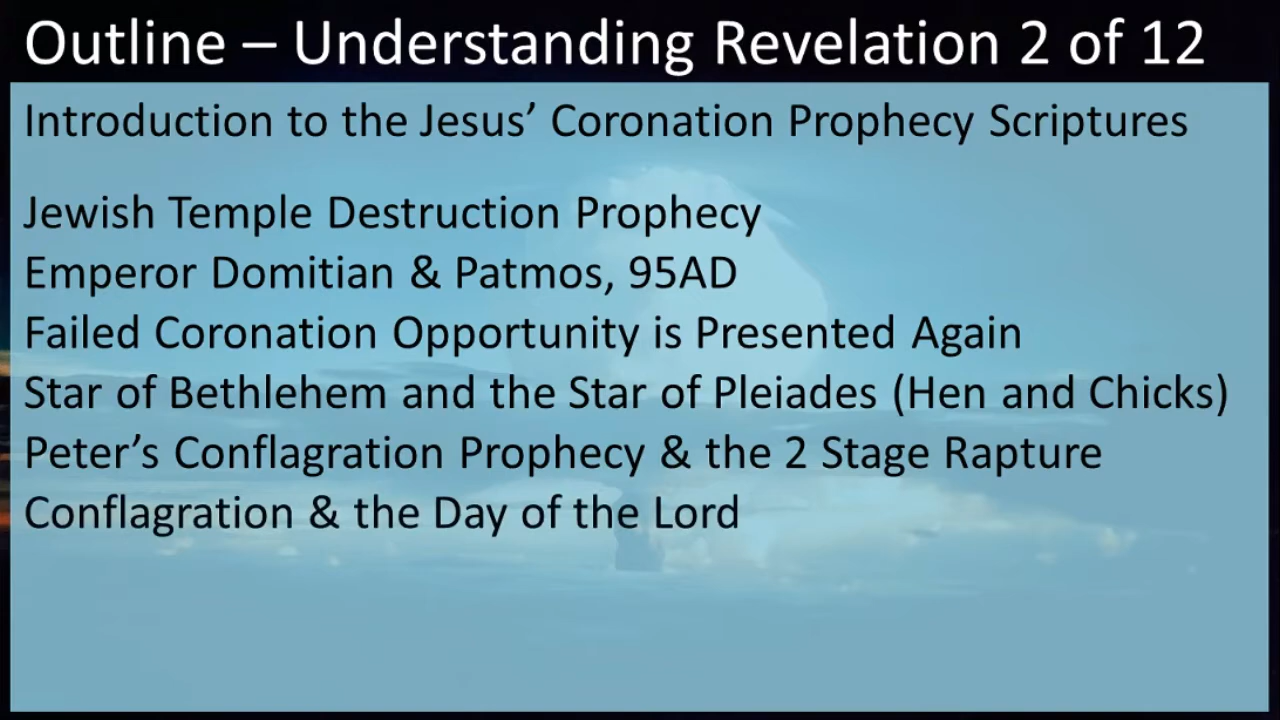 Outline – Understanding Revelation 2 of 12
Introduction to the Jesus’ Coronation Prophecy Scriptures
Jewish Temple Destruction Prophecy
Emperor Domitian & Patmos, 95AD
Failed Coronation Opportunity is Presented Again
Star of Bethlehem and the Star of Pleiades (Hen and Chicks)
Peter’s Conflagration Prophecy & the 2 Stage Rapture
Conflagration & the Day of the Lord